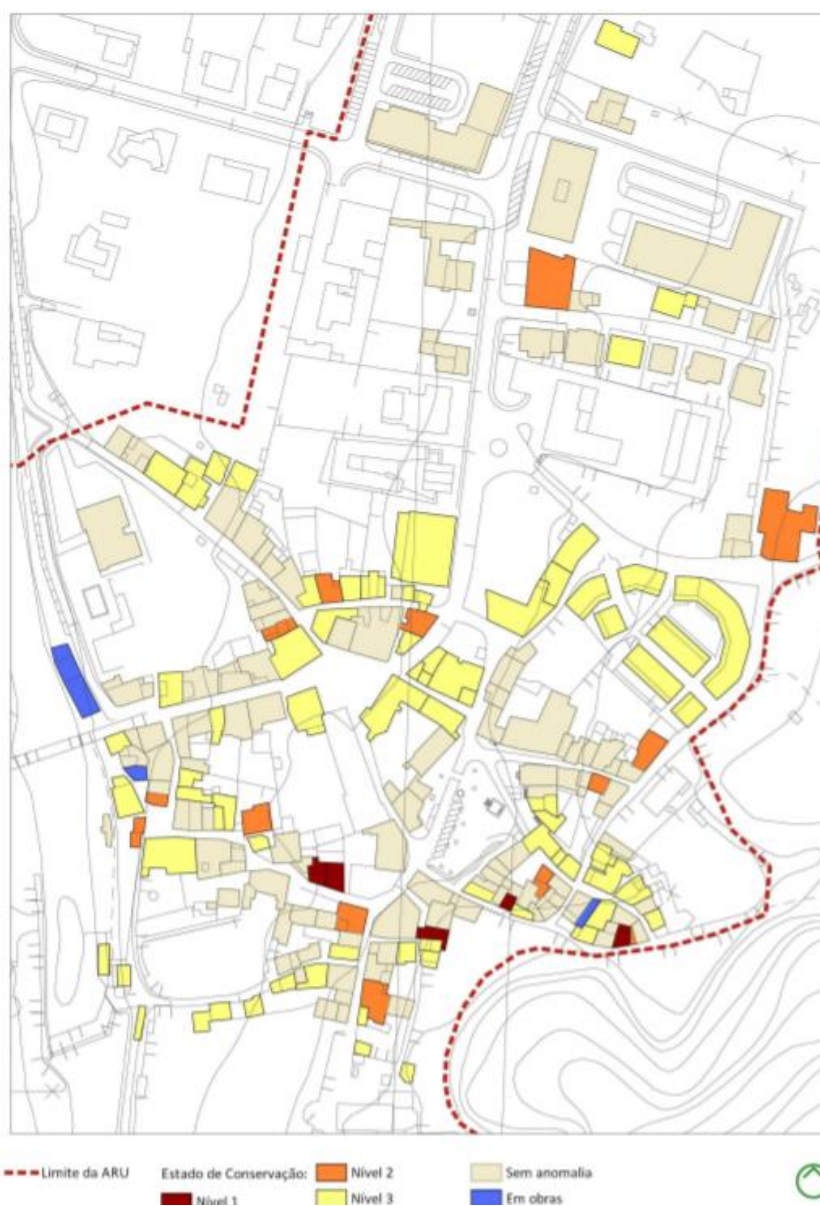 Limite da ARU
Estado de Conservação:
Nível 2
Sem anomalia
Nível 1
Nível 3
Em obras